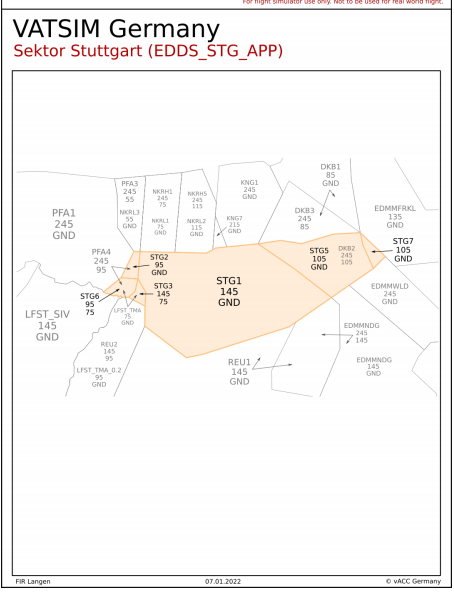 For flight simulator use only. Not to be used for real world flight.
VATSIM Germany
Sektor Stuttgart (EDDS_STG_APP)
DKB1
85
GND
PFA3
245
55
NKRH1
245
75
NKRH5
245
115
KNG1
245
GND
PFA1
245
GND
NKRL3
55
GND
NKRL1
75
GND
NKRL2
115
GND
KNG7
215
GND
DKB3
245
85
EDMMFRKL
135
GND
PFA4
245
95
STG2
95
GND
STG5
105
GND
DKB2
245
105
STG7
105
GND
STG6
95
75
STG3
145
75
STG1
145
GND
EDMMWLD
245
GND
LFST_SIV
145
GND
LFST_TMA
75
GND
EDMMNDG
245
145
REU2
145
95
REU1
145
GND
EDMMNDG
145
GND
LFST_TMA_0.2
95
GND
FIR Langen
07.01.2022
© vACC Germany